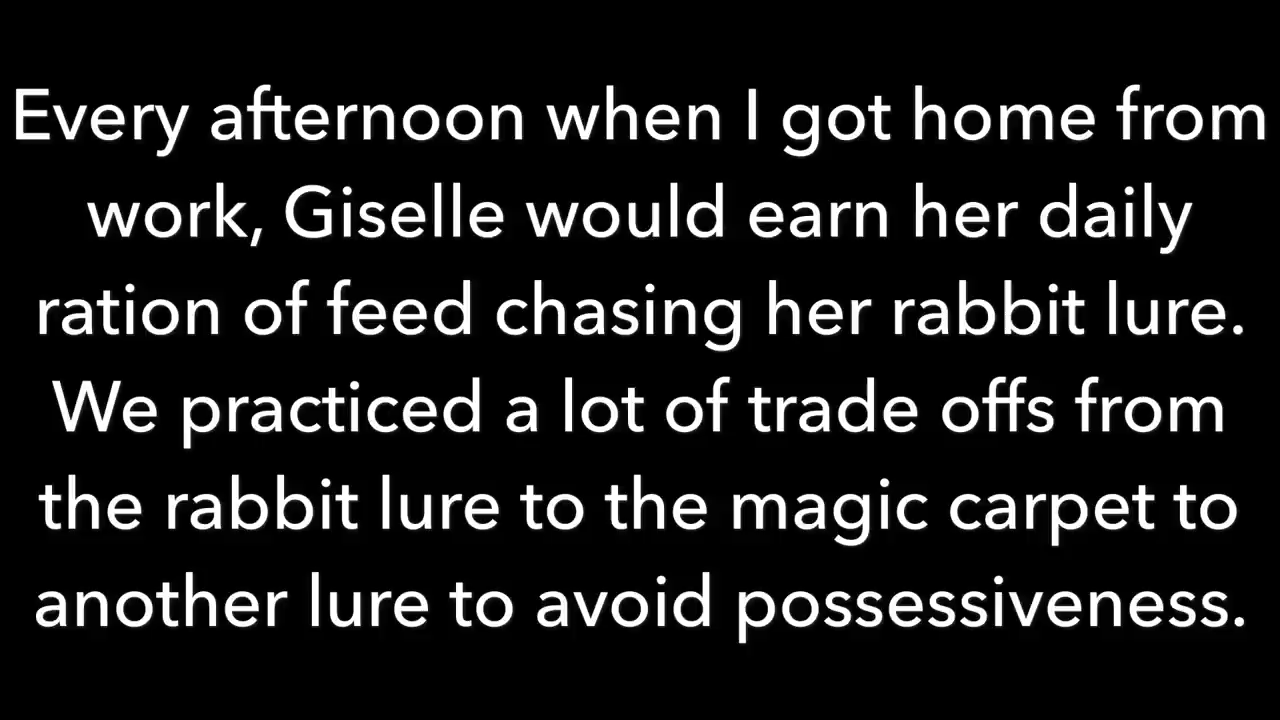 Every afternoon when I got home from
work, Giselle would earn her daily
ration of feed chasing her rabbit lure.
We practiced a lot of trade offs from
the rabbit lure to the magic carpet to
another lure to avoid possessiveness.